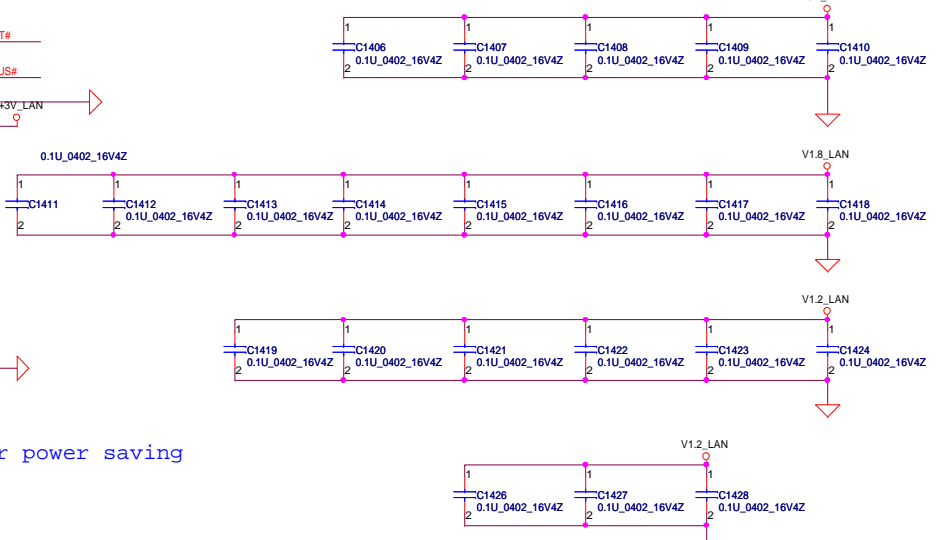 T#
US#
+3V_LAN
1 1 1 1 1
C1406 C1407 C1408 C1409 C1410
0.1U_0402_16V4Z 0.1U_0402_16V4Z 0.1U_0402_16V4Z 0.1U_0402_16V4Z 0.1U_0402_16V4Z
2 2 2 2 2
0.1U_0402_16V4Z
V1.8_LAN
1 1 1 1 1 1 1 1
C1411 C1412 C1413 C1414 C1415 C1416 C1417 C1418
0.1U_0402_16V4Z 0.1U_0402_16V4Z 0.1U_0402_16V4Z 0.1U_0402_16V4Z 0.1U_0402_16V4Z 0.1U_0402_16V4Z 0.1U_0402_16V4Z
2 2 2 2 2 2 2 2
V1.2_LAN
1 1 1 1 1 1
C1419 C1420 C1421 C1422 C1423 C1424
0.1U_0402_16V4Z 0.1U_0402_16V4Z 0.1U_0402_16V4Z 0.1U_0402_16V4Z 0.1U_0402_16V4Z 0.1U_0402_16V4Z
2 2 2 2 2 2
r power saving
V1.2_LAN
1 1 1
C1426 C1427 C1428
0.1U_0402_16V4Z 0.1U_0402_16V4Z 0.1U_0402_16V4Z
2 2 2